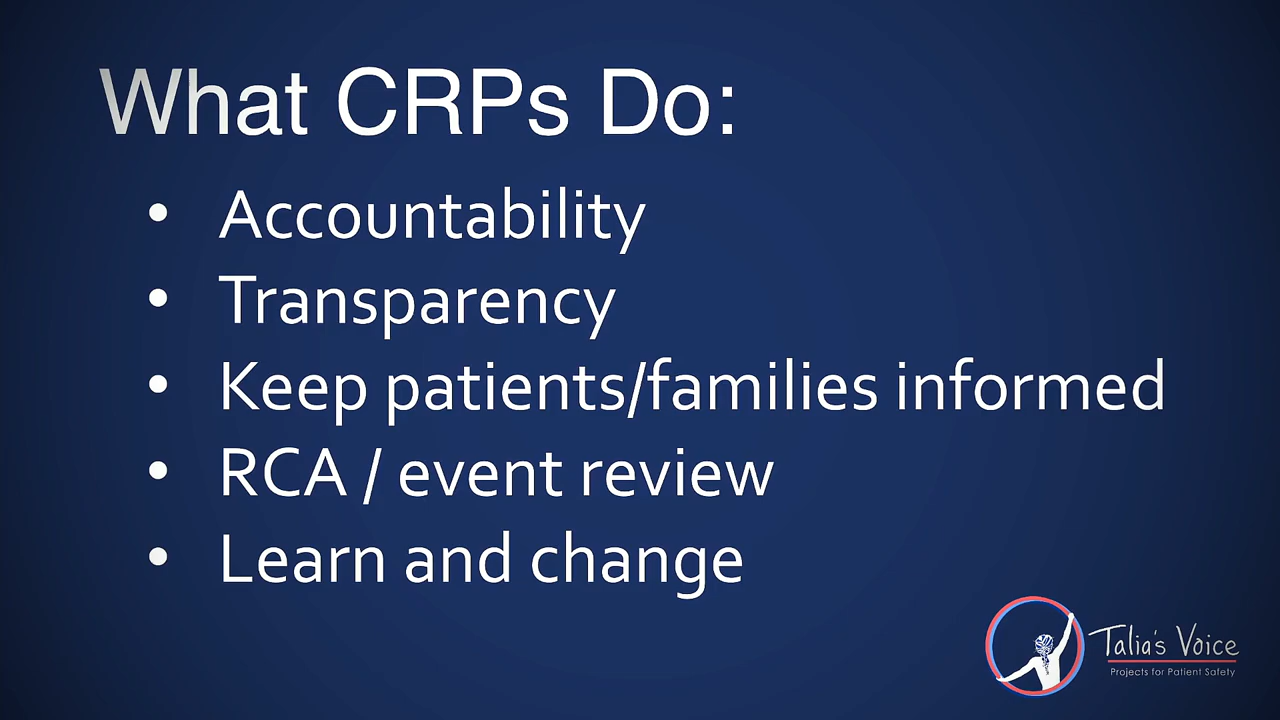 What CRPs Do:
• Accountability
• Transparency
• Keep patients/families informed
• RCA / event review
• Learn and change
Talia's Voice
Projects for Patient Safety